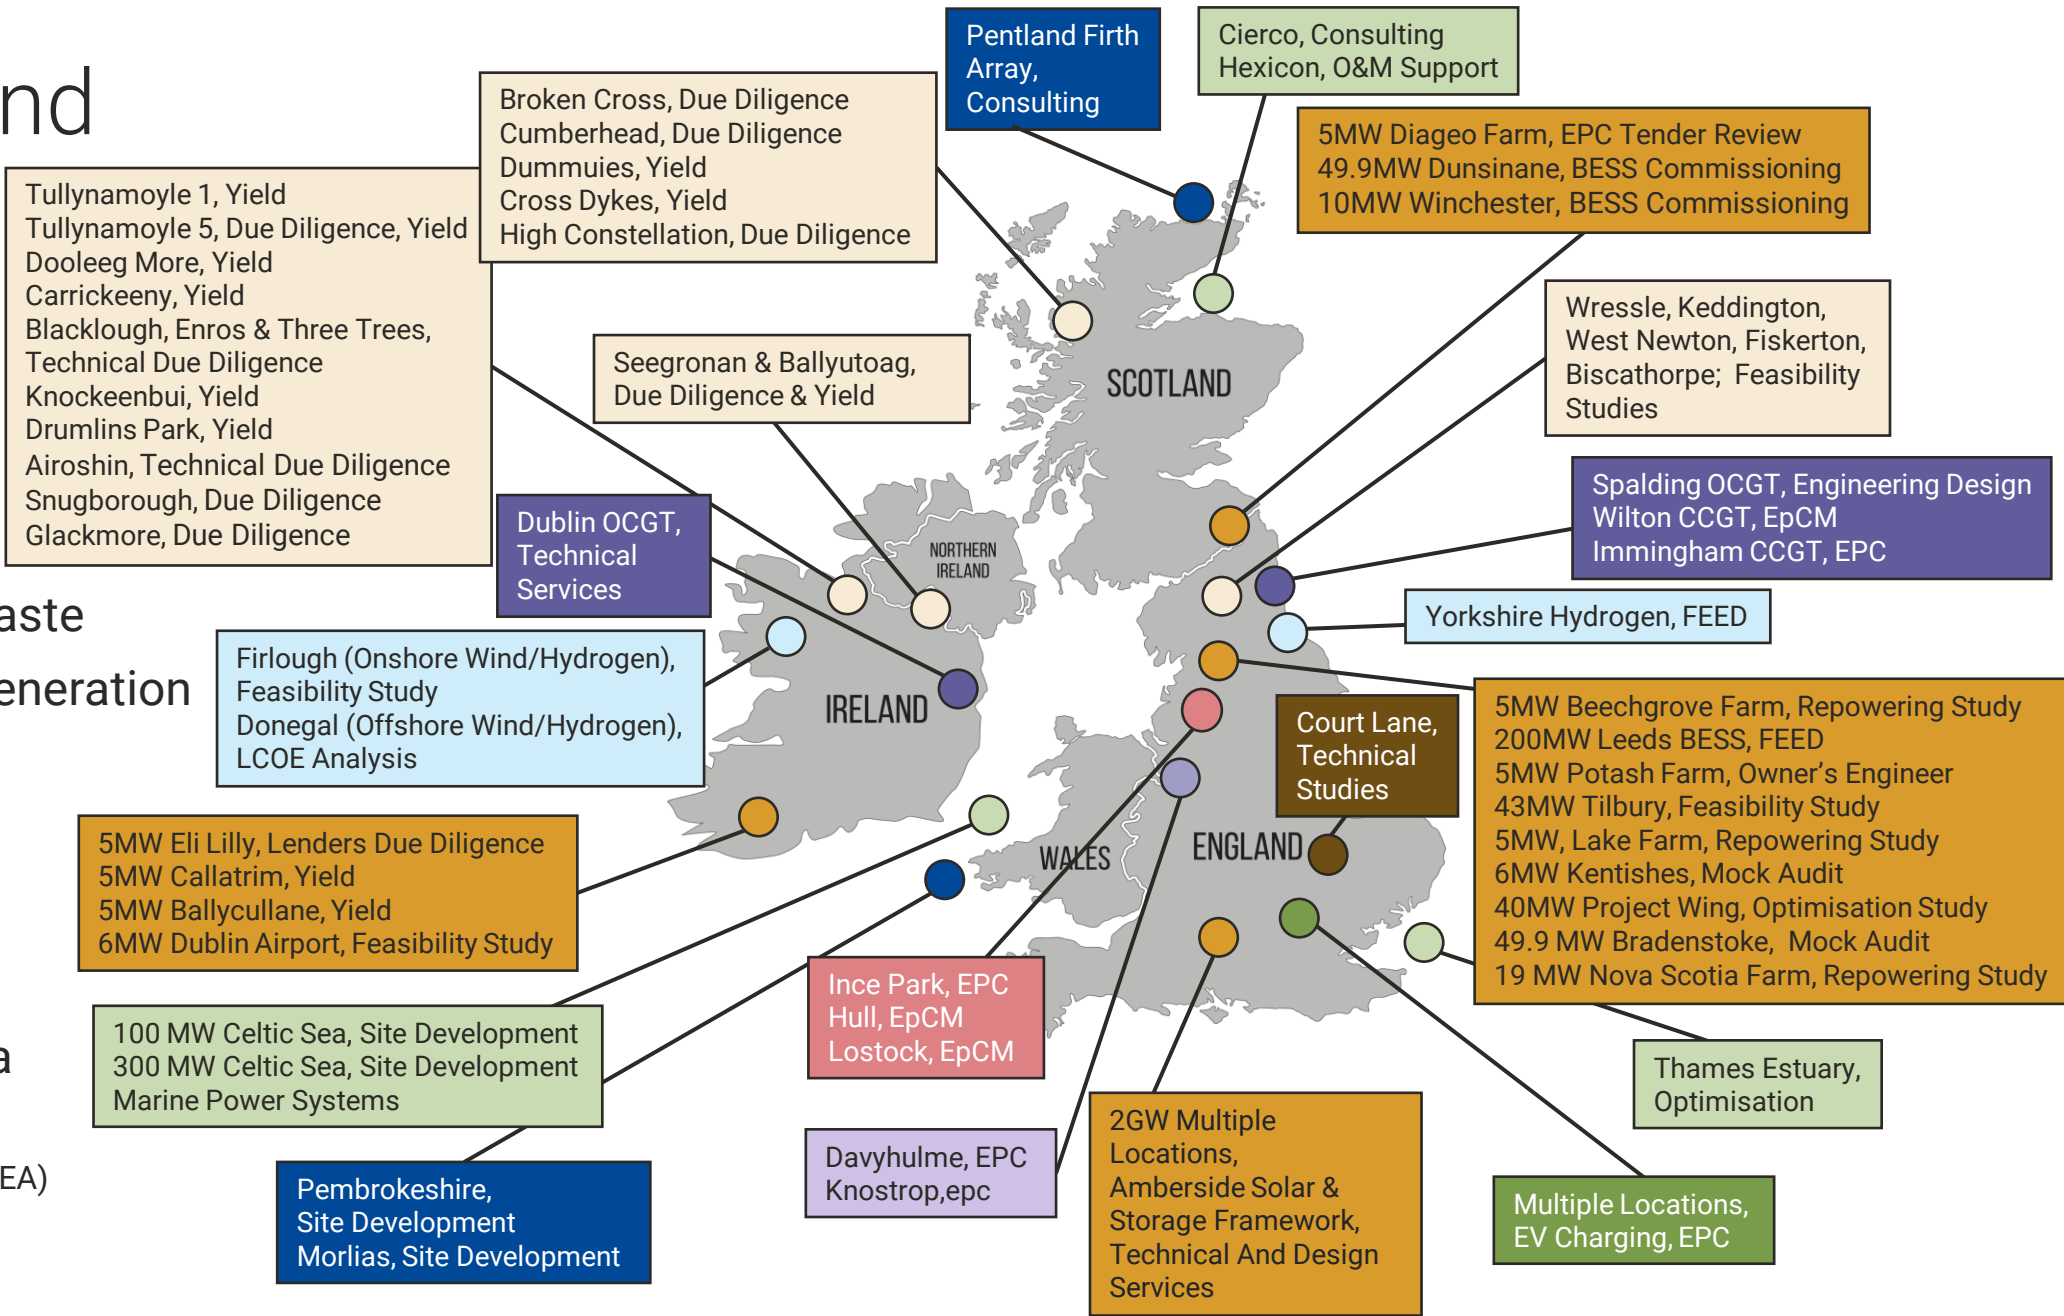 nd
Pentland Firth
Array,
Consulting
Cierco, Consulting
Hexicon, O&M Support
Broken Cross, Due Diligence
Cumberhead, Due Diligence
Dummuies, Yield
Cross Dykes, Yield
High Constellation, Due Diligence
5MW Diageo Farm, EPC Tender Review
49.9MW Dunsinane, BESS Commissioning
10MW Winchester, BESS Commissioning
Tullynamoyle 1, Yield
Tullynamoyle 5, Due Diligence, Yield
Dooleeg More, Yield
Carrickeeny, Yield
Blacklough, Enros & Three Trees,
Technical Due Diligence
Knockeenbui, Yield
Drumlins Park, Yield
Airoshin, Technical Due Diligence
Snugborough, Due Diligence
Glackmore, Due Diligence
Seegronan & Ballyutoag,
Due Diligence & Yield
Wressle, Keddington,
West Newton, Fiskerton,
Biscathorpe;  Feasibility
Studies
SCOTLAND
Dublin OCGT,
Technical
Services
NORTHERN
IRELAND
Spalding OCGT, Engineering Design
Wilton CCGT, EpCM
Immingham CCGT, EPC
aste
eneration
Yorkshire Hydrogen, FEED
Firlough (Onshore Wind/Hydrogen),
Feasibility Study
Donegal (Offshore Wind/Hydrogen),
LCOE Analysis
IRELAND
Court Lane,
Technical
Studies
5MW Beechgrove Farm, Repowering Study
200MW Leeds BESS, FEED
5MW Potash Farm, Owner's Engineer
43MW Tilbury, Feasibility Study
5MW, Lake Farm, Repowering Study
6MW Kentishes, Mock Audit
40MW Project Wing, Optimisation Study
49.9 MW Bradenstoke,  Mock Audit
19 MW Nova Scotia Farm, Repowering Study
WALES
ENGLAND
5MW Eli Lilly, Lenders Due Diligence
5MW Callatrim, Yield
5MW Ballycullane, Yield
6MW Dublin Airport, Feasibility Study
Ince Park, EPC
Hull, EpCM
Lostock, EpCM
100 MW Celtic Sea, Site Development
300 MW Celtic Sea, Site Development
Marine Power Systems
a
Thames Estuary,
Optimisation
EA)
Pembrokeshire,
Site Development
Morlias, Site Development
Davyhulme, EPC
Knostrop,epc
2GW Multiple
Locations,
Amberside Solar &
Storage Framework,
Technical And Design
Services
Multiple Locations,
EV Charging, EPC